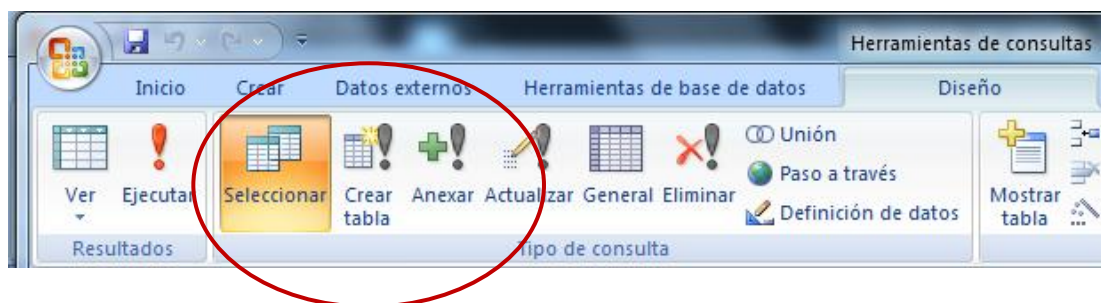 Herramientas de consultas
Inicio Crear Datos externos Herramientas de base de datos Diseño
Ver Ejecutar Seleccionar Crear tabla Anexar Actualizar General Eliminar
Unión
Paso a través
Definición de datos
Mostrar tabla
Resultados Tipo de consulta